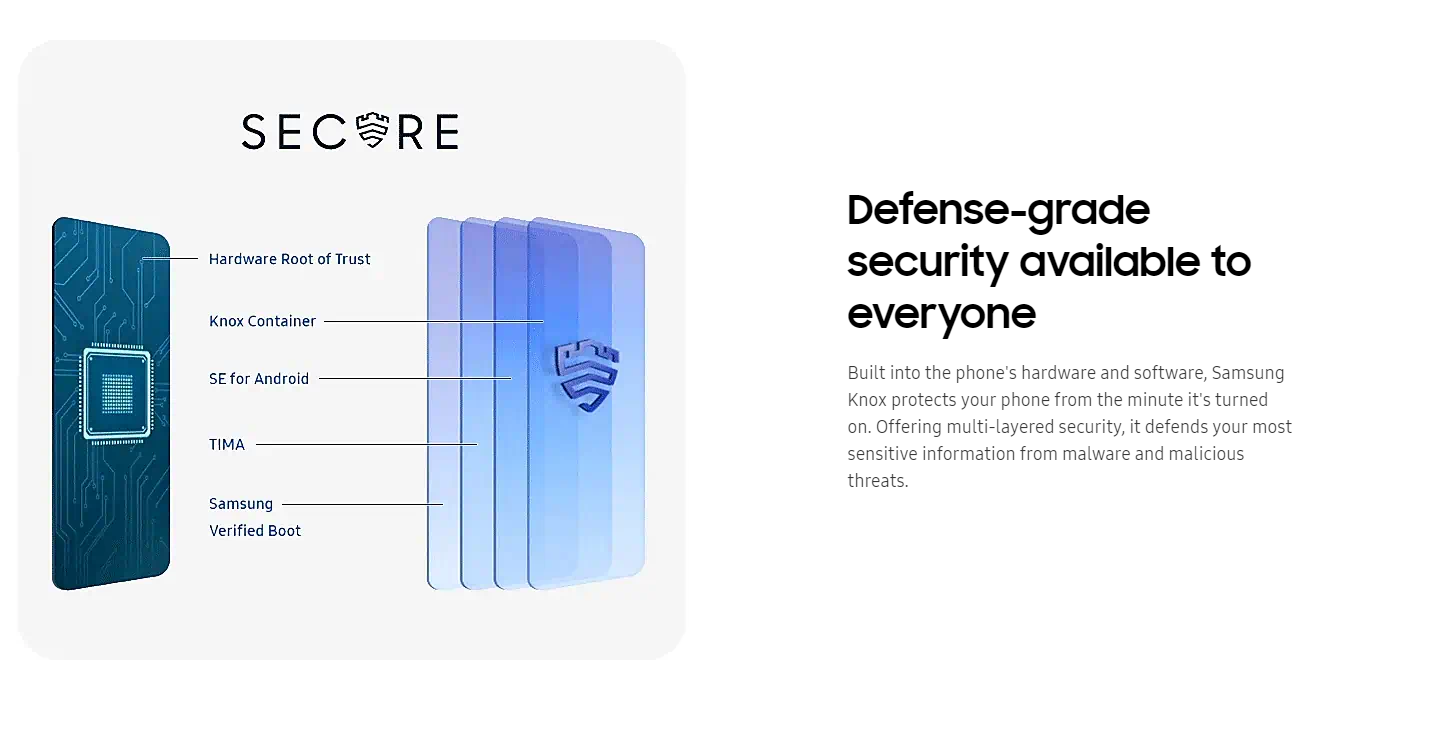 SECURE
Hardware Root of Trust
Knox Container
SE for Android
TIMA
Samsung
Verified Boot
Defense-grade
security available to
everyone
Built into the phone's hardware and software, Samsung
Knox protects your phone from the minute it's turned
on. Offering multi-layered security, it defends your most
sensitive information from malware and malicious
threats.